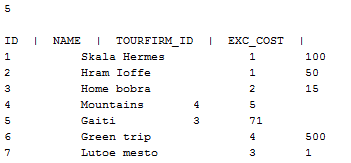 5
ID | NAME | TOURFIRM_ID | EXC_COST |
1 Skala Hermes 1 100
2 Hram Ioffe 1 50
3 Home bobra 2 15
4 Mountains 4 5
5 Gaiti 3 71
6 Green trip 4 500
7 Lutoe mesto 3 1